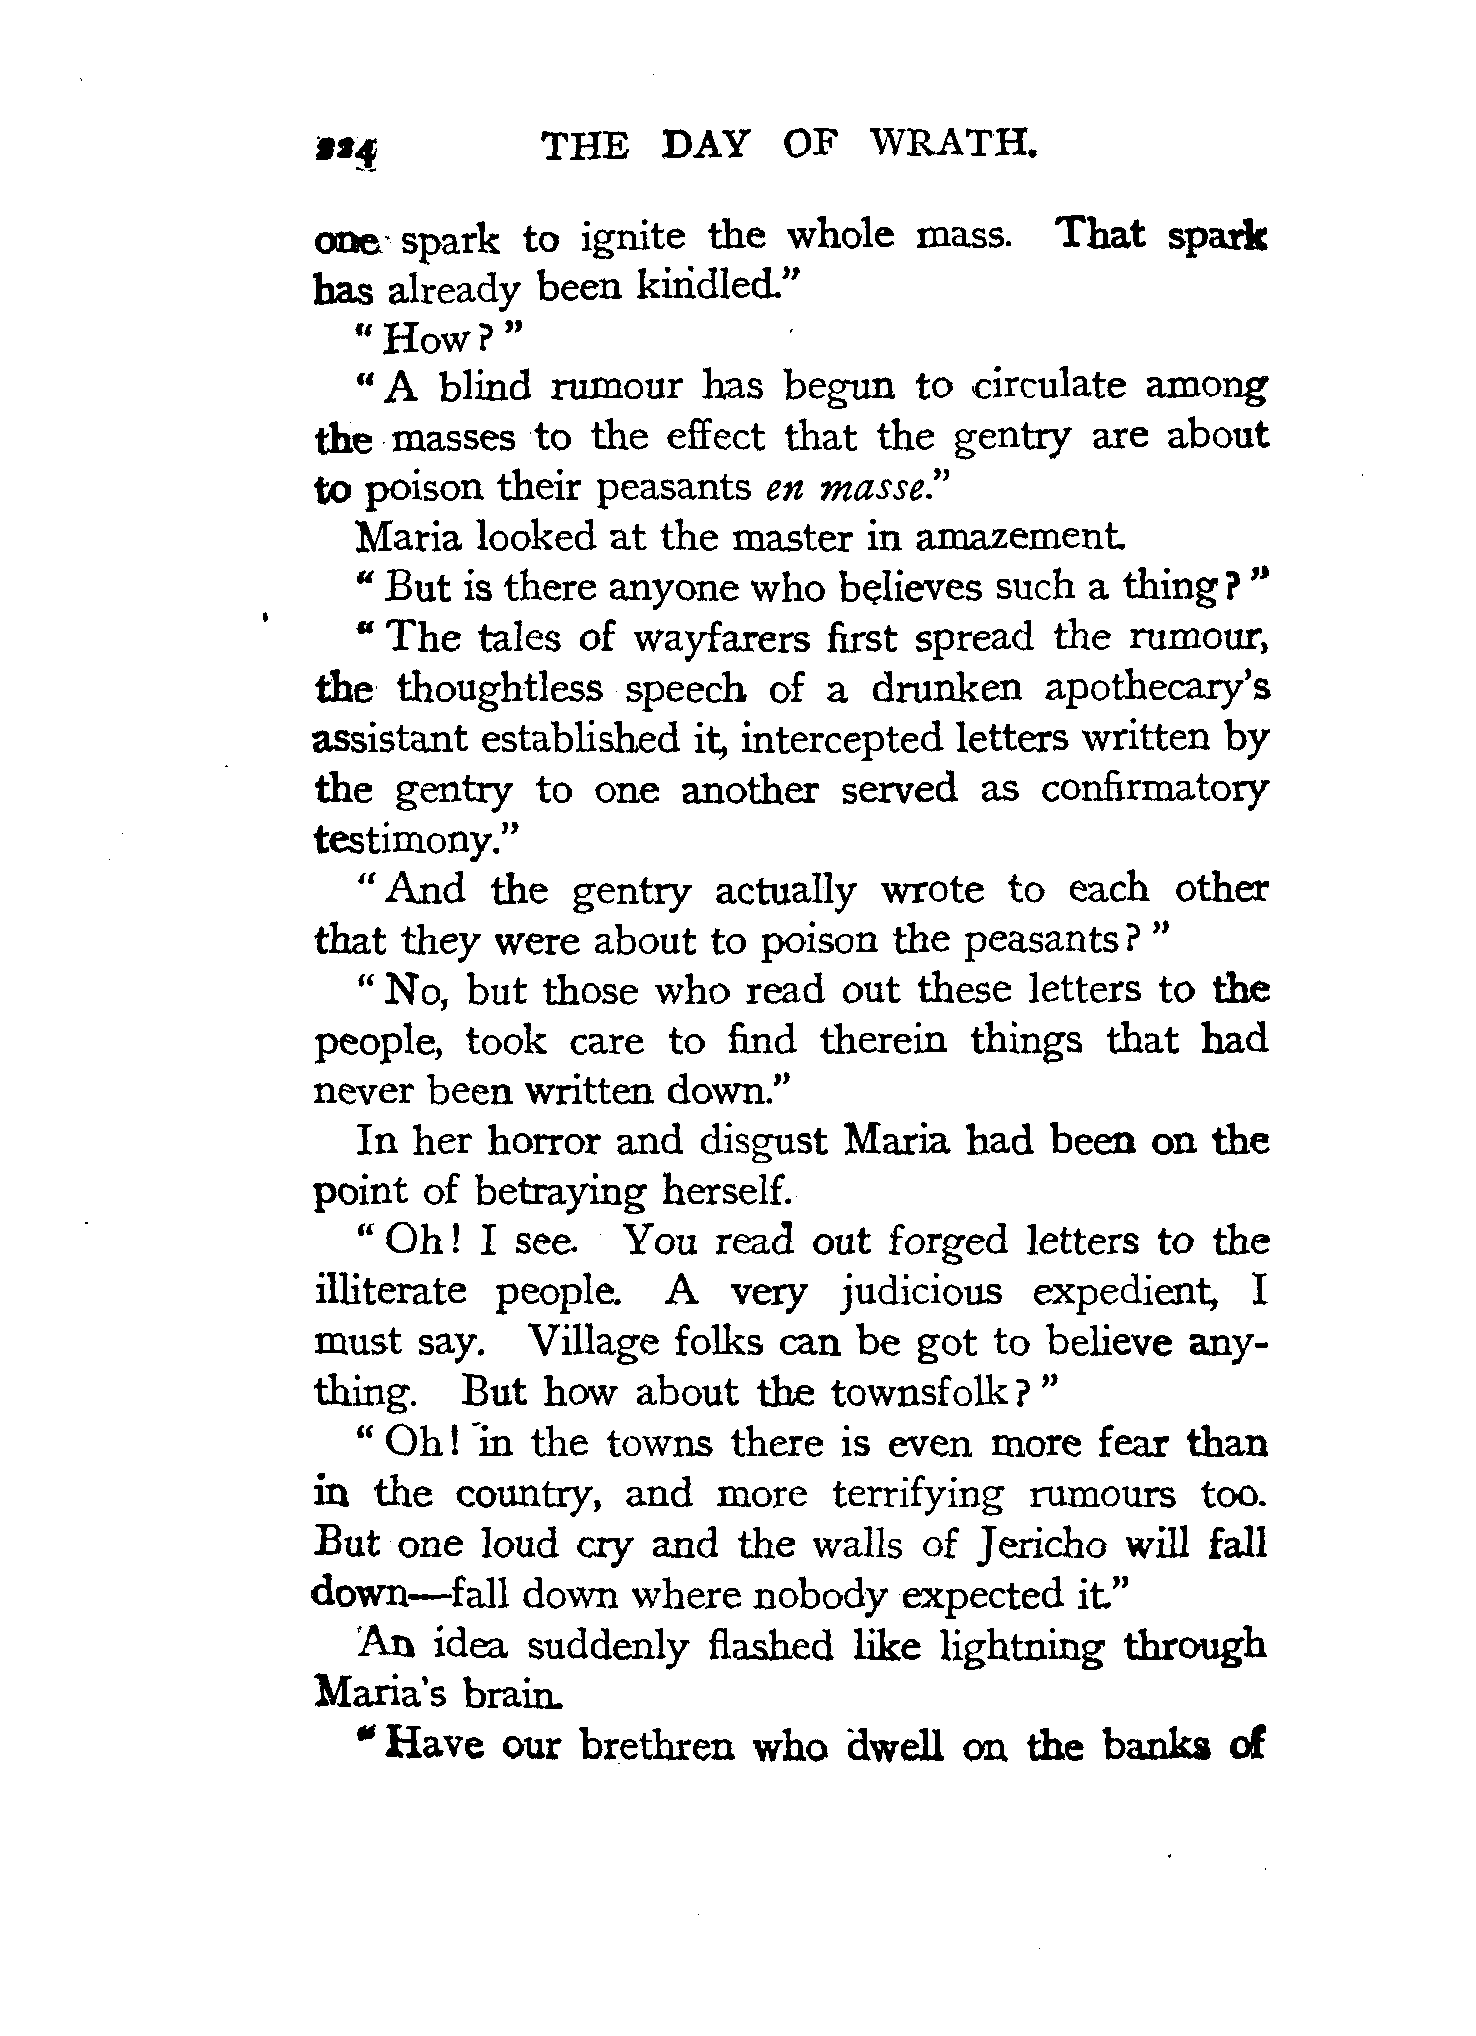 224 THE DAY OF WRATH.
one spark to ignite the whole mass. That spark
has already been kindled."
"How?"
"A blind rumour has begun to circulate among
the masses to the effect that the gentry are about
to poison their peasants en masse."
Maria looked at the master in amazement.
"But is there anyone who believes such a thing?"
"The tales of wayfarers first spread the rumour,
the thoughtless speech of a drunken apothecary's
assistant established it, intercepted letters written by
the gentry to one another served as confirmatory
testimony."
"And the gentry actually wrote to each other
that they were about to poison the peasants?"
"No, but those who read out these letters to the
people, took care to find therein things that had
never been written down."
In her horror and disgust Maria had been on the
point of betraying herself.
"Oh! I see. You read out forged letters to the
illiterate people. A very judicious expedient, I
must say. Village folks can be got to believe any-
thing. But how about the townsfolk?"
"Oh! in the towns there is even more fear than
in the country, and more terrifying rumours too.
But one loud cry and the walls of Jericho will fall
down—fall down where nobody expected it."
An idea suddenly flashed like lightning through
Maria's brain.
"Have our brethren who dwell on the banks of